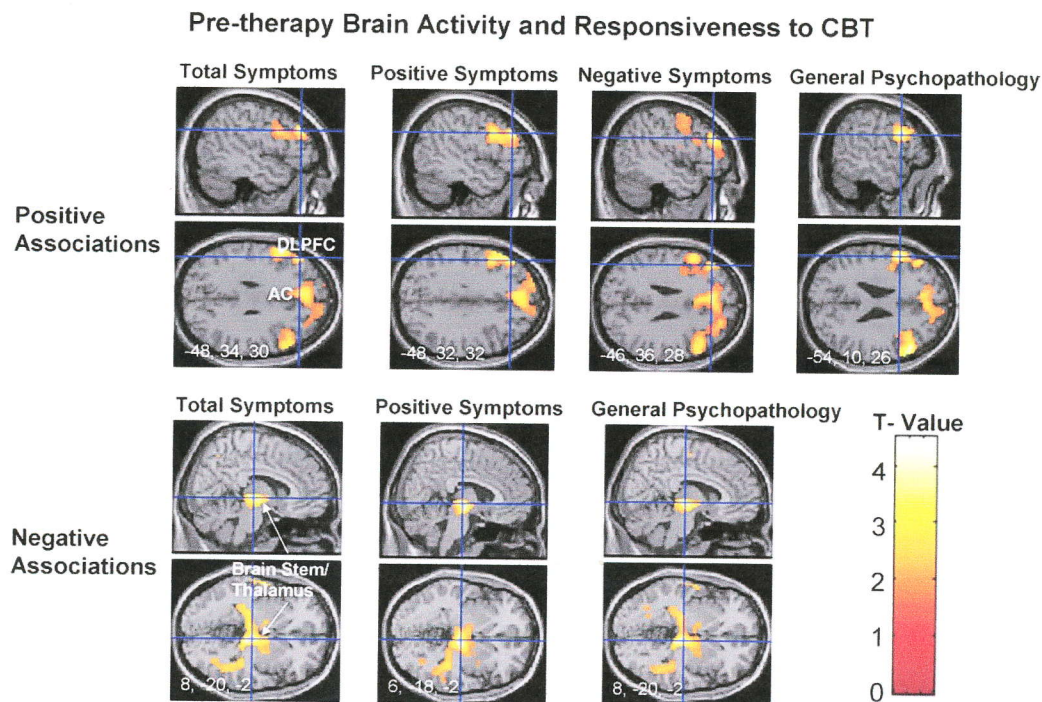 Pre-therapy Brain Activity and Responsiveness to CBT
Total Symptoms
Positive Symptoms
Negative Symptoms
General Psychopathology
Positive
Associations
DLPFC
AC
-48, 34, 30
-48, 32, 32
-46, 36, 28
-54, 10, 26
Total Symptoms
Positive Symptoms
General Psychopathology
T- Value
Negative
Associations
Brain Stem/
Thalamus
8, -20, -2
6, -18, -2
8, -20, -2
4
3
2
1
0